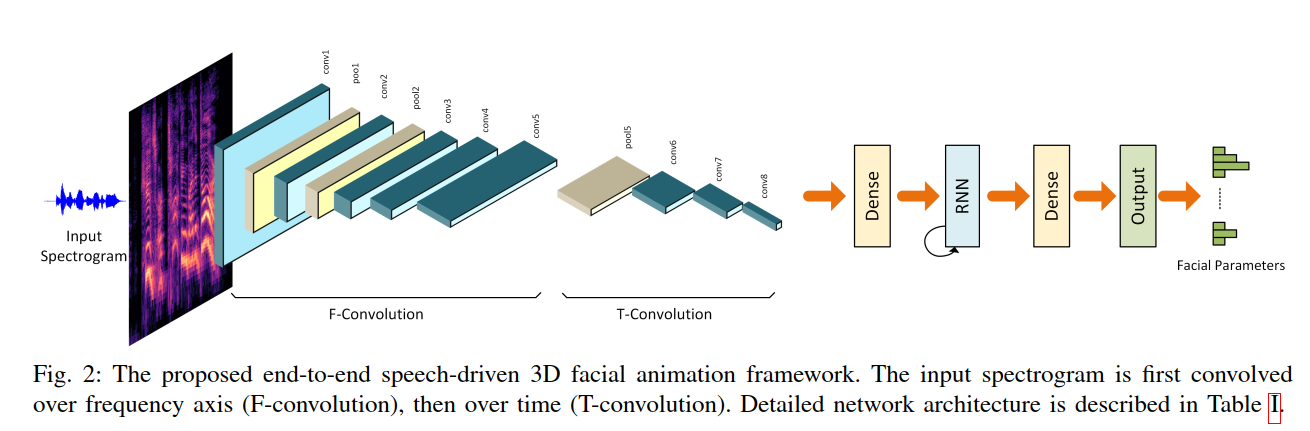 conv1
poo1
conv2
pool2
conv3
conv4
conv5
pool5
conv6
conv7
conv8
Input
Spectrogram
F-Convolution
T-Convolution
Dense
RNN
Dense
Output
Facial Parameters
Fig. 2: The proposed end-to-end speech-driven 3D facial animation framework. The input spectrogram is first convolved
over frequency axis (F-convolution), then over time (T-convolution). Detailed network architecture is described in Table I.